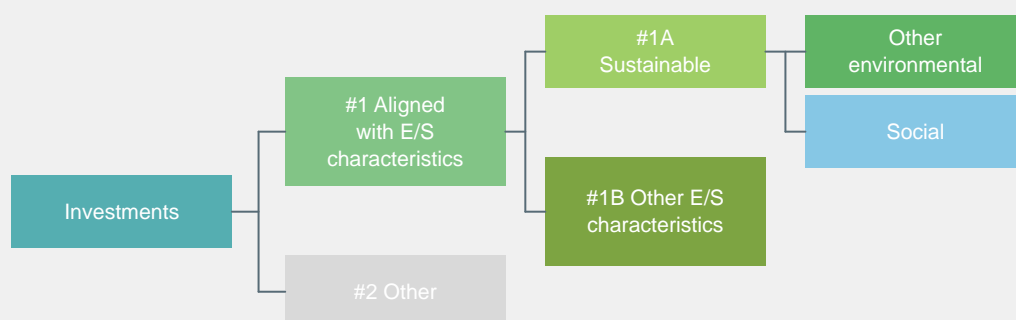 Investments
#1 Aligned
with E/S
characteristics
#2 Other
#1A
Sustainable
#1B Other E/S
characteristics
Other
environmental
Social